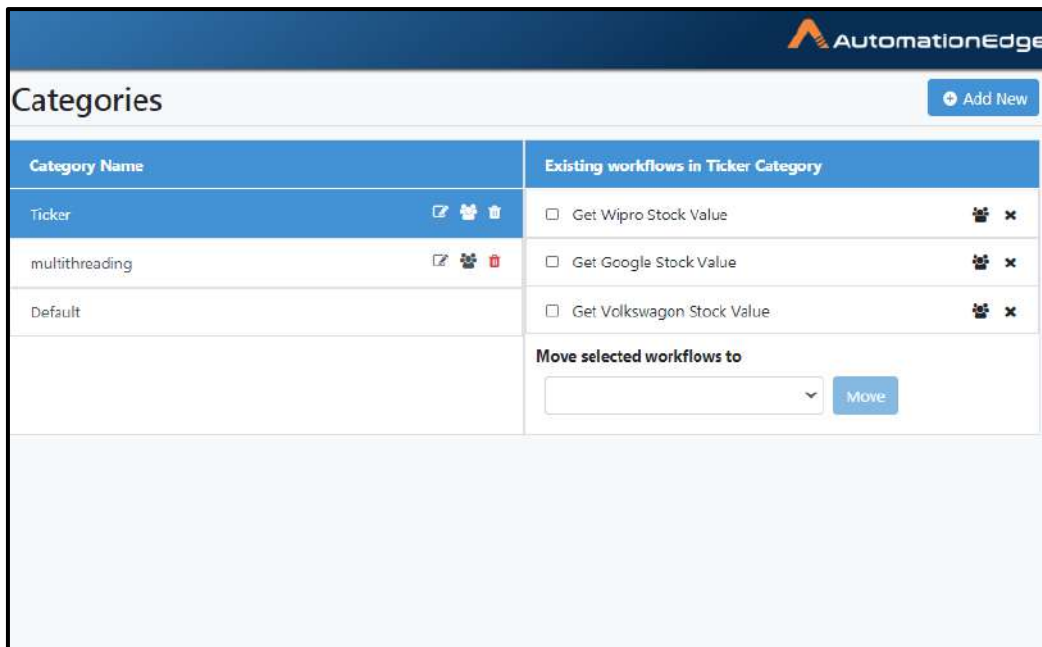 AutomationEdge
Categories
Add New
Category Name
Existing workflows in Ticker Category
Ticker
Get Wipro Stock Value
multithreading
Get Google Stock Value
Default
Get Volkswagon Stock Value
Move selected workflows to
Move